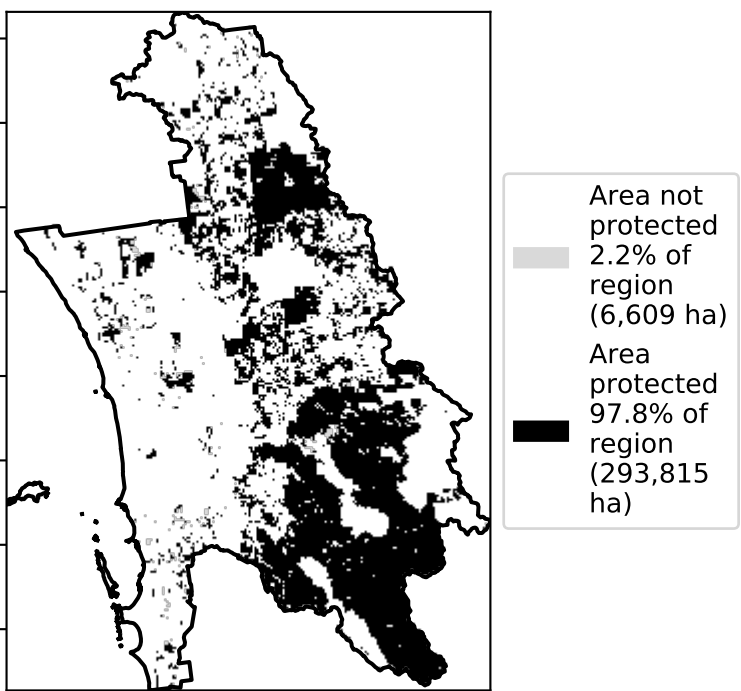 Area not
protected
2.2% of
region
(6,609 ha)
Area
protected
97.8% of
region
(293,815
ha)